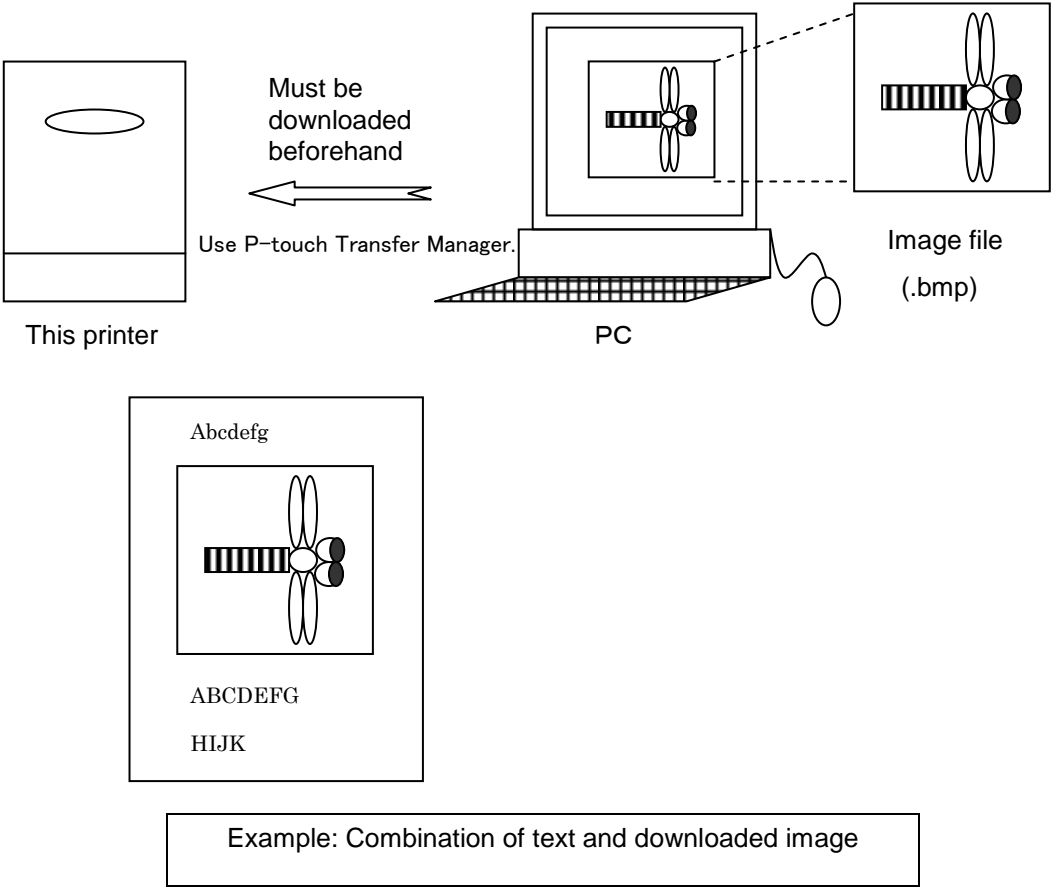 Must be
downloaded
beforehand
Use P-touch Transfer Manager.
Image file
(.bmp)
This printer
PC
Abcdefg
ABCDEFG
HIJK
Example: Combination of text and downloaded image